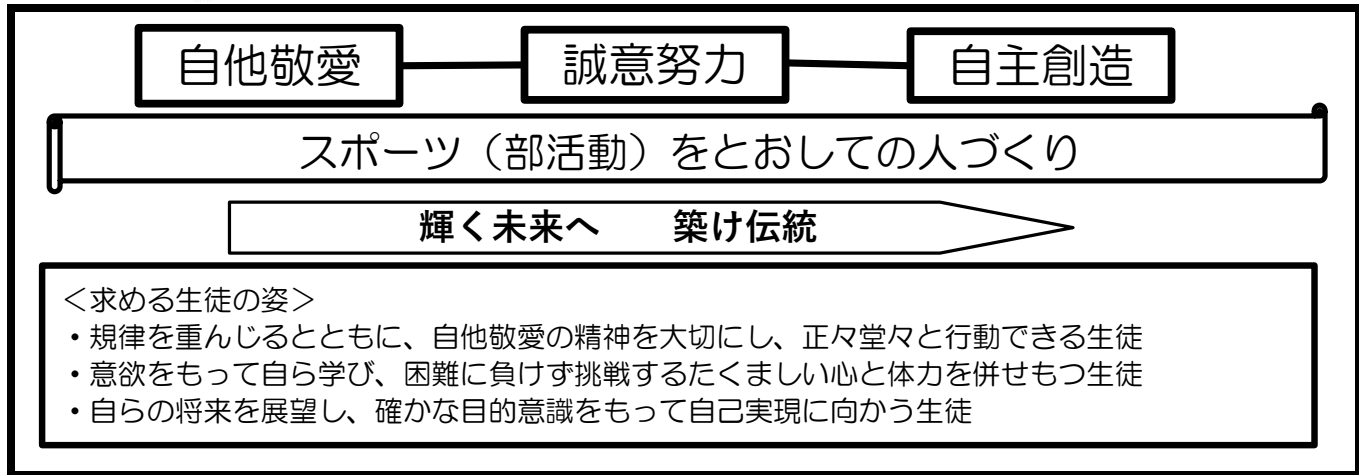 自他敬愛 誠意努力 自主創造
スポーツ（部活動）をとおしての人づくり
輝く未来へ　築け伝統
＜求める生徒の姿＞
・規律を重んじるとともに、自他敬愛の精神を大切にし、正々堂々と行動できる生徒
・意欲をもって自ら学び、困難に負けず挑戦するたくましい心と体力を併せもつ生徒
・自らの将来を展望し、確かな目的意識をもって自己実現に向かう生徒